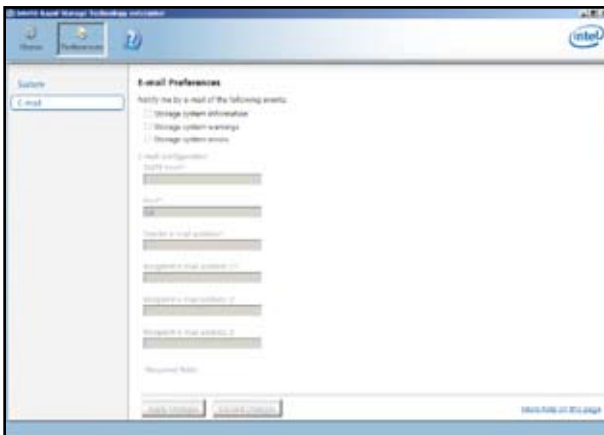 Intel® Rapid Storage Technology enterprise
Home
Preferences
intel
System
E-mail
E-mail Preferences
Notify me by e-mail of the following events:
Storage system information
Storage system warnings
Storage system errors
E-mail configuration
SMTP host*
Port*
Sender e-mail address*
Recipient e-mail address 1*
Recipient e-mail address 2
Recipient e-mail address 3
*Required fields
Apply Changes
Discard Changes
More help on this page